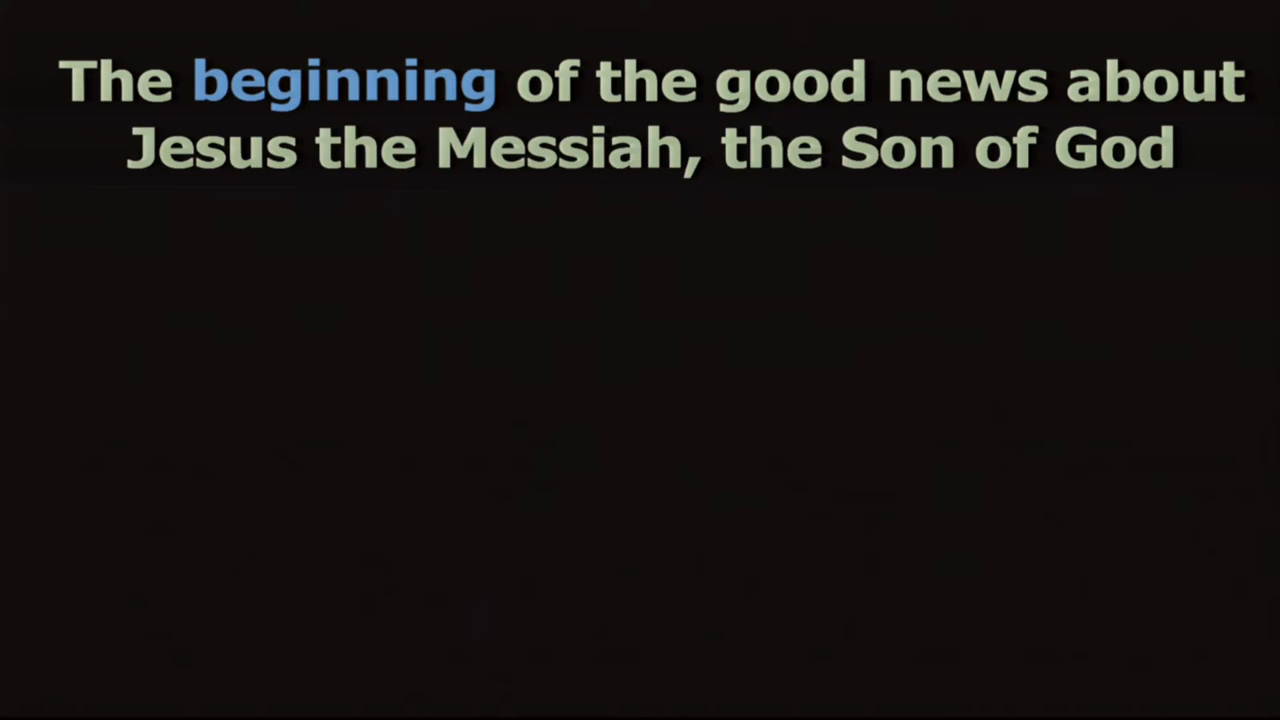 The beginning of the good news about
Jesus the Messiah, the Son of God